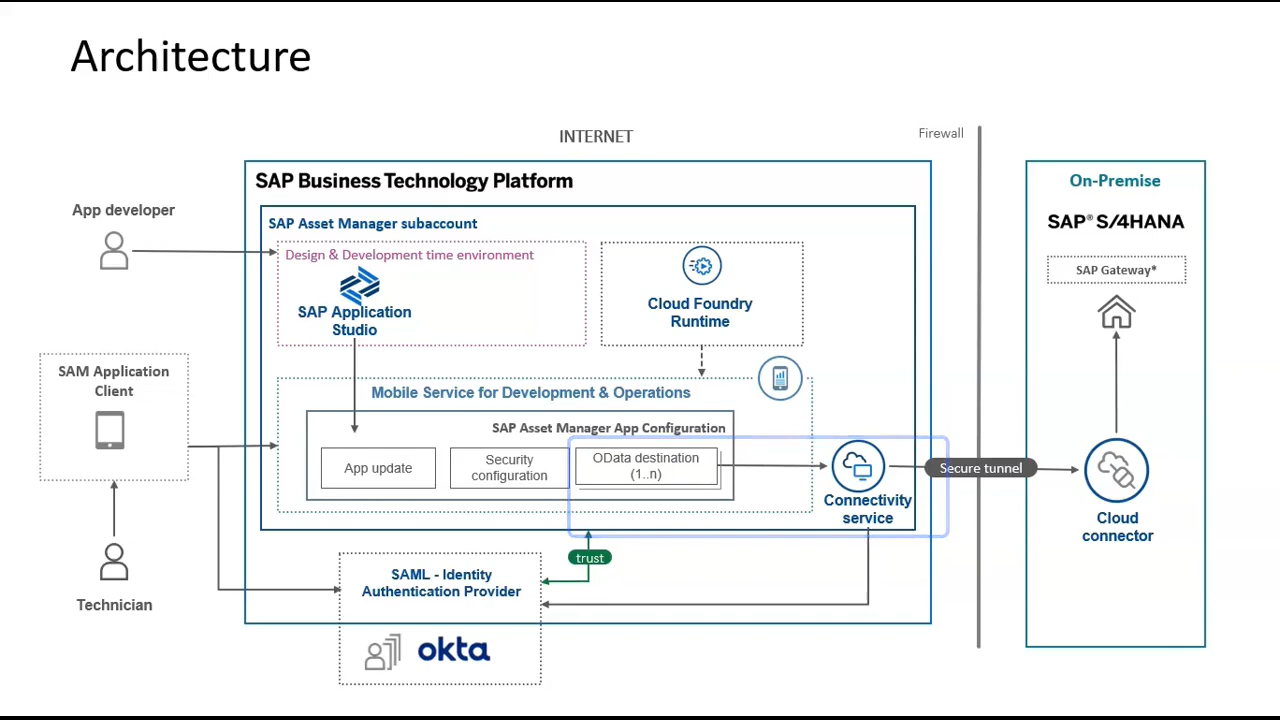 Architecture
INTERNET
Firewall
SAP Business Technology Platform
On-Premise
SAP® S/4HANA
App developer
SAP Asset Manager subaccount
Design & Development time environment
SAP Application
Studio
Cloud Foundry
Runtime
SAP Gateway*
SAM Application
Client
Mobile Service for Development & Operations
SAP Asset Manager App Configuration
App update
Security
configuration
OData destination
(1..n)
Connectivity
service
Secure tunnel
Cloud
connector
trust
Technician
SAML - Identity
Authentication Provider
okta